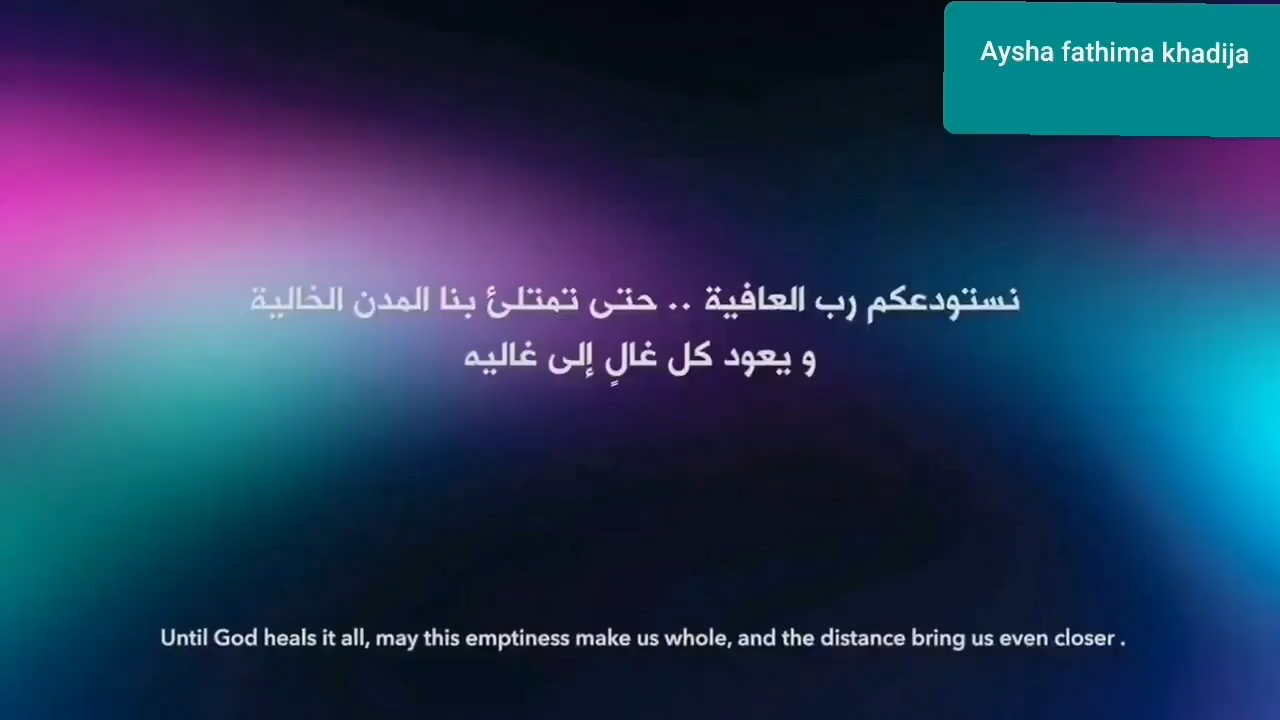 Aysha fathima khadija
نستودعكم رب العافية .. حتى تمتلئ بنا المدن الخالية
و يعود كل غالٍ إلى غاليه
Until God heals it all, may this emptiness make us whole, and the distance bring us even closer .